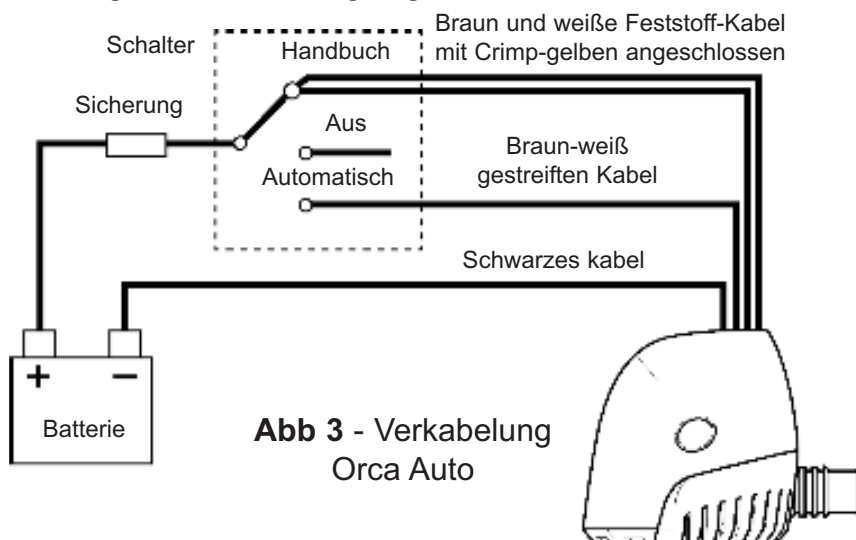 Braun und weiße Feststoff-Kabel
mit Crimp-gelben angeschlossen
Schalter
Handbuch
Sicherung
Aus
Automatisch
Braun-weiß
gestreiften Kabel
Schwarzes kabel
+ −
Batterie
Abb 3 - Verkabelung
Orca Auto